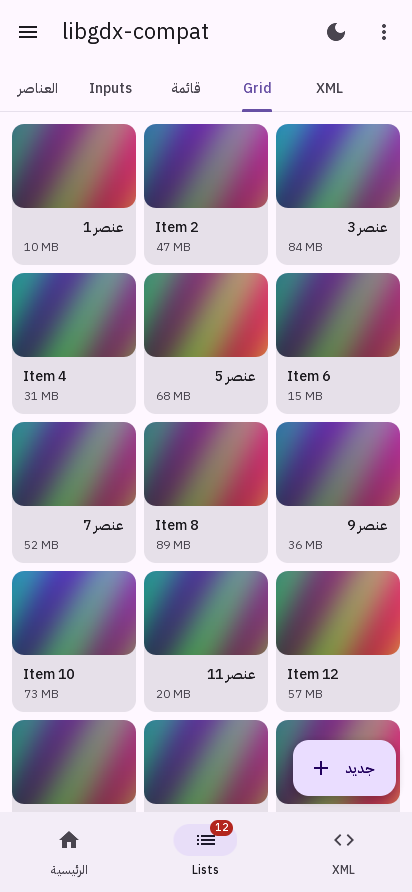 libgdx-compat
العناصر
Inputs
قائمة
Grid
XML
عنصر 1
10 MB
Item 2
47 MB
عنصر 3
84 MB
Item 4
31 MB
عنصر 5
68 MB
Item 6
15 MB
عنصر 7
52 MB
Item 8
89 MB
عنصر 9
36 MB
Item 10
73 MB
عنصر 11
20 MB
Item 12
57 MB
جديد
12
الرئيسية
Lists
XML